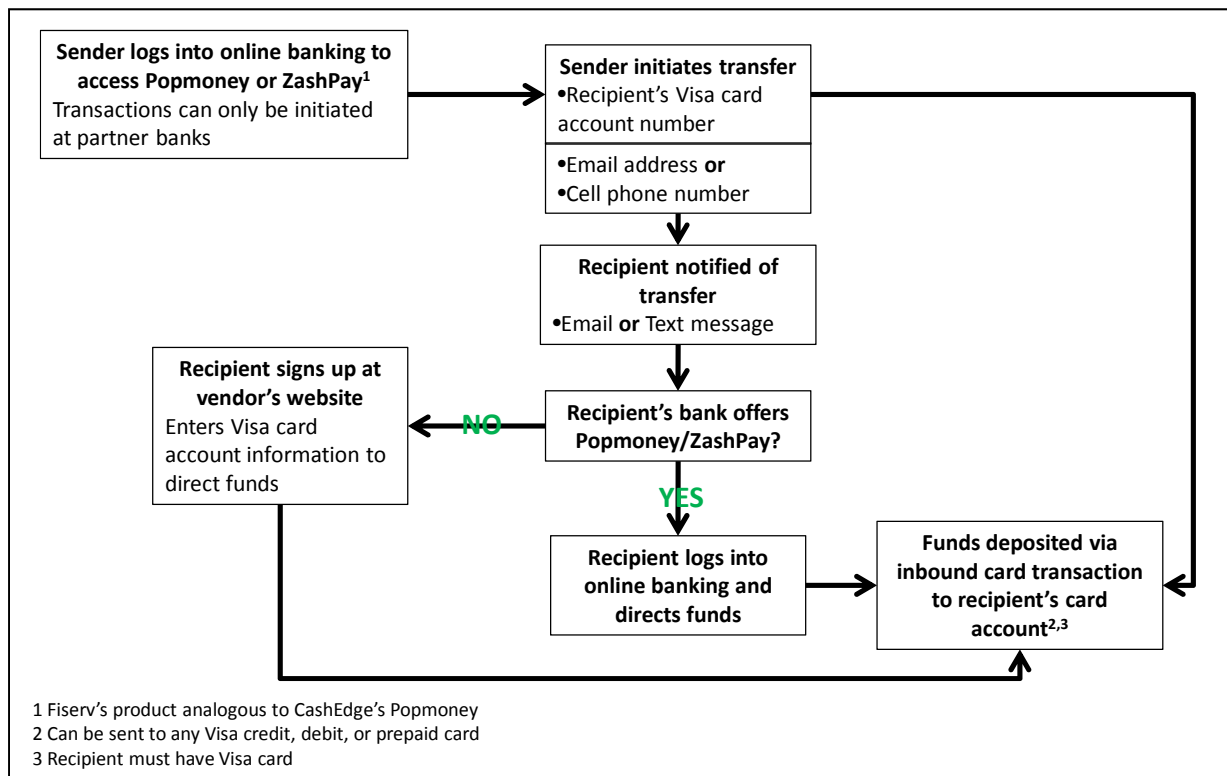 Sender logs into online banking to
access Popmoney or ZashPay¹
Transactions can only be initiated
at partner banks
Sender initiates transfer
•Recipient’s Visa card
account number
•Email address or
•Cell phone number
Recipient notified of
transfer
•Email or Text message
Recipient signs up at
vendor’s website
Enters Visa card
account information to
direct funds
NO
Recipient’s bank offers
Popmoney/ZashPay?
YES
Recipient logs into
online banking and
directs funds
Funds deposited via
inbound card transaction
to recipient’s card
account²,³
1 Fiserv’s product analogous to CashEdge’s Popmoney
2 Can be sent to any Visa credit, debit, or prepaid card
3 Recipient must have Visa card